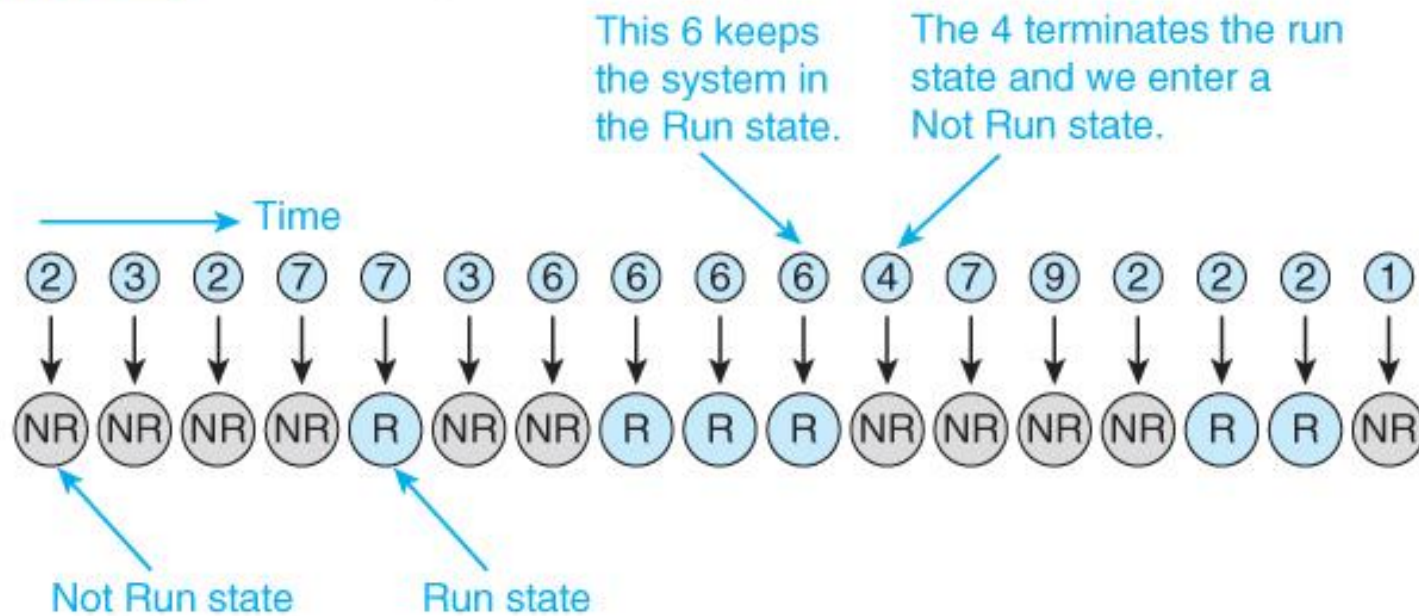 This 6 keeps
the system in
the Run state.
The 4 terminates the run
state and we enter a
Not Run state.
Time
2 3 2 7 7 3 6 6 6 6 4 7 9 2 2 2 1
NR NR NR NR R NR NR R R R NR NR NR NR R R NR
Not Run state
Run state